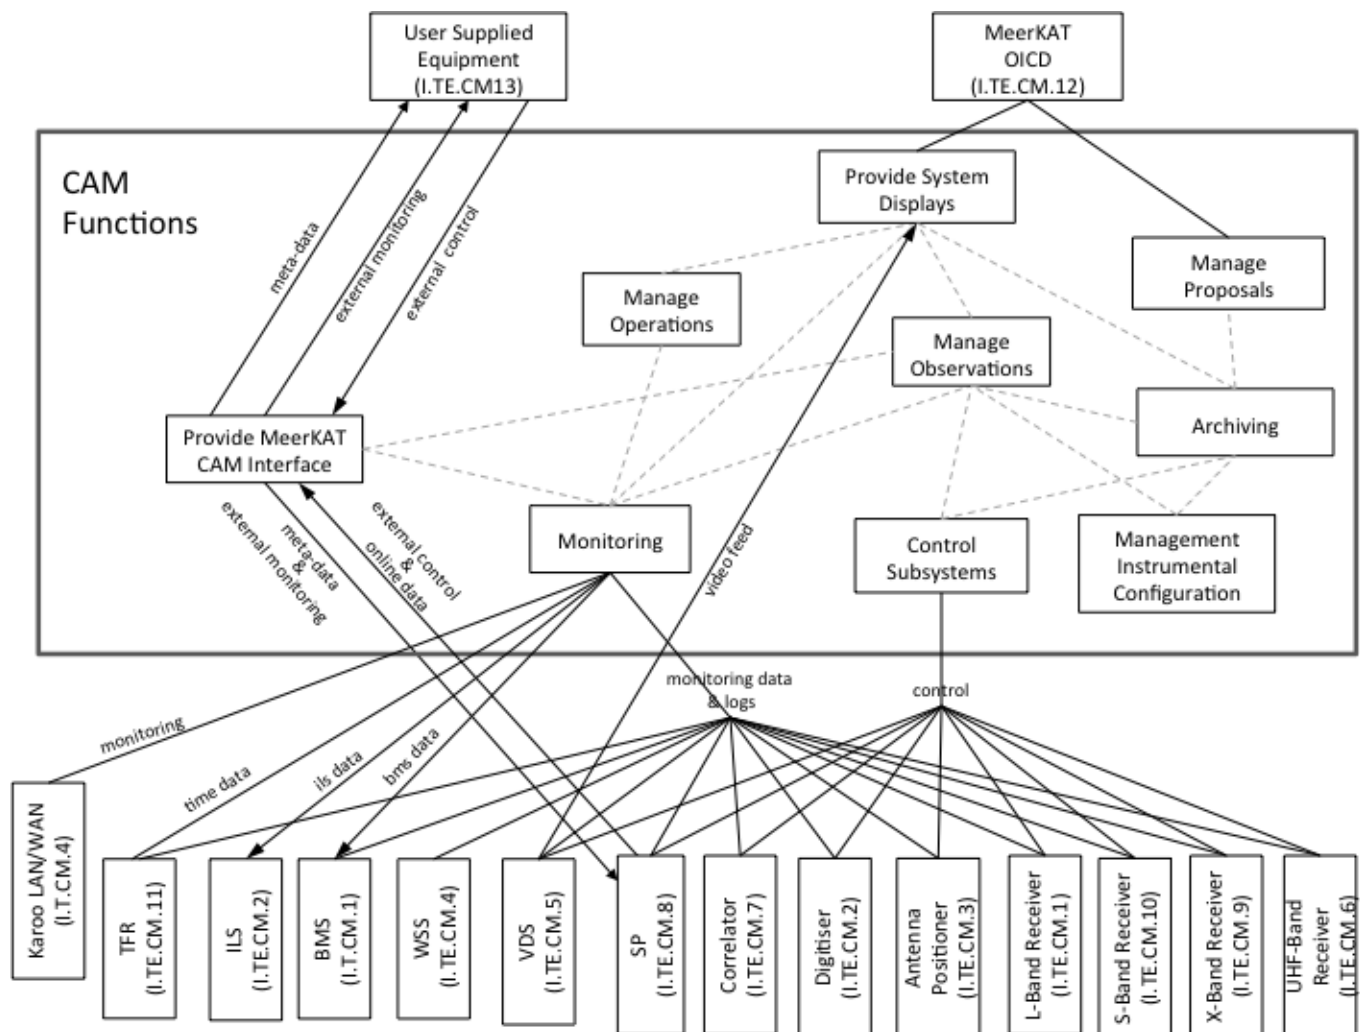 User Supplied
Equipment
(I.TE.CM13)
MeerKAT
OICD
(I.TE.CM.12)
CAM
Functions
Provide System
Displays
Manage
Proposals
Manage
Operations
Manage
Observations
Archiving
meta-data
external monitoring
external control
Provide MeerKAT
CAM Interface
Monitoring
Control
Subsystems
Management
Instrumental
Configuration
external monitoring
&
meta-data
external control
&
online data
video feed
monitoring
time data
ils data
bms data
monitoring data
& logs
control
Karoo LAN/WAN
(I.T.CM.4)
TFR
(I.TE.CM.11)
ILS
(I.TE.CM.2)
BMS
(I.T.CM.1)
WSS
(I.TE.CM.4)
VDS
(I.TE.CM.5)
SP
(I.TE.CM.8)
Correlator
(I.TE.CM.7)
Digitiser
(I.TE.CM.2)
Antenna
Positioner
(I.TE.CM.3)
L-Band Receiver
(I.TE.CM.1)
S-Band Receiver
(I.TE.CM.10)
X-Band Receiver
(I.TE.CM.9)
UHF-Band
Receiver
(I.TE.CM.6)